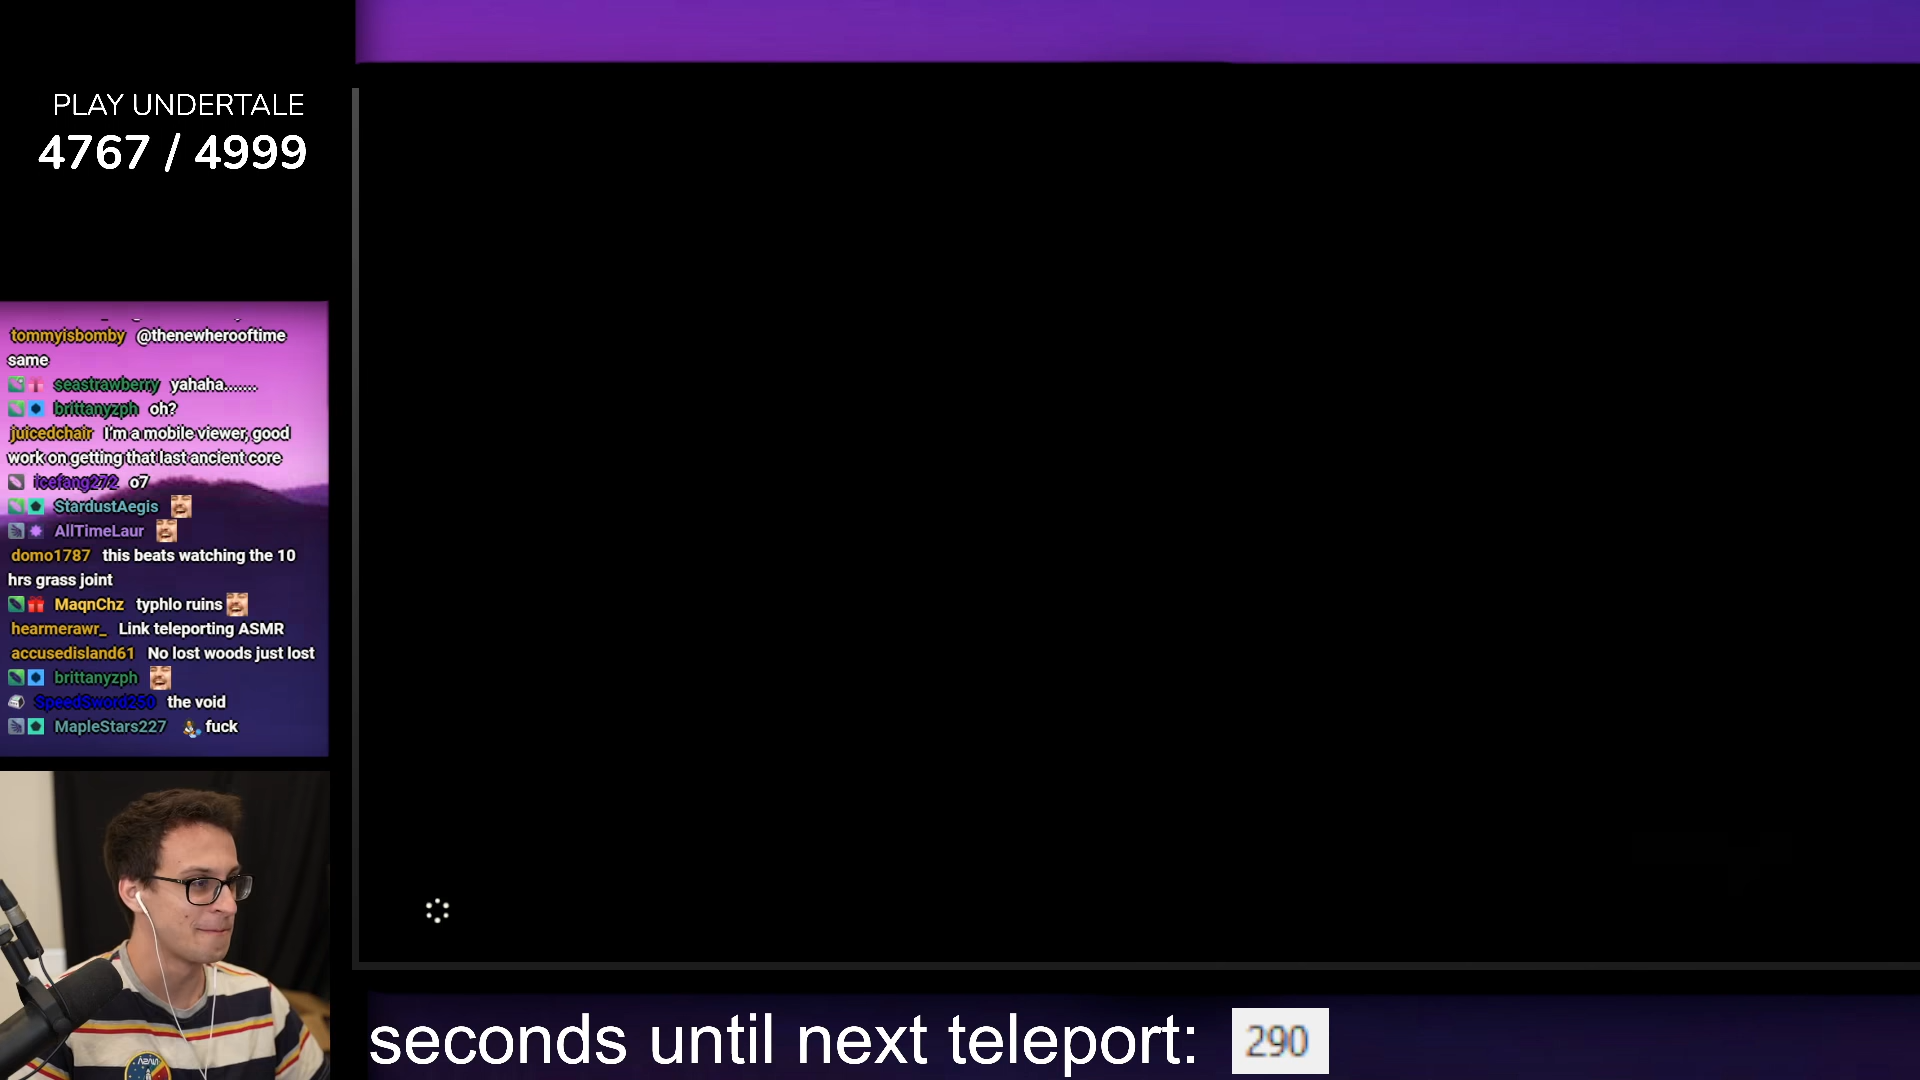 PLAY UNDERTALE
4767 / 4999
tommyisbomby @thenewherooftime
same
seastrawberry yahaha.......
brittanyzph oh?
juicedchair I'm a mobile viewer, good
work on getting that last ancient core
icefang272 o7
StardustAegis
AllTimeLaur
domo1787 this beats watching the 10
hrs grass joint
MaqnChz typhlo ruins
hearmerawr_ Link teleporting ASMR
accusedisland61 No lost woods just lost
brittanyzph
SpeedSword250 the void
MapleStars227 fuck
seconds until next teleport: 290